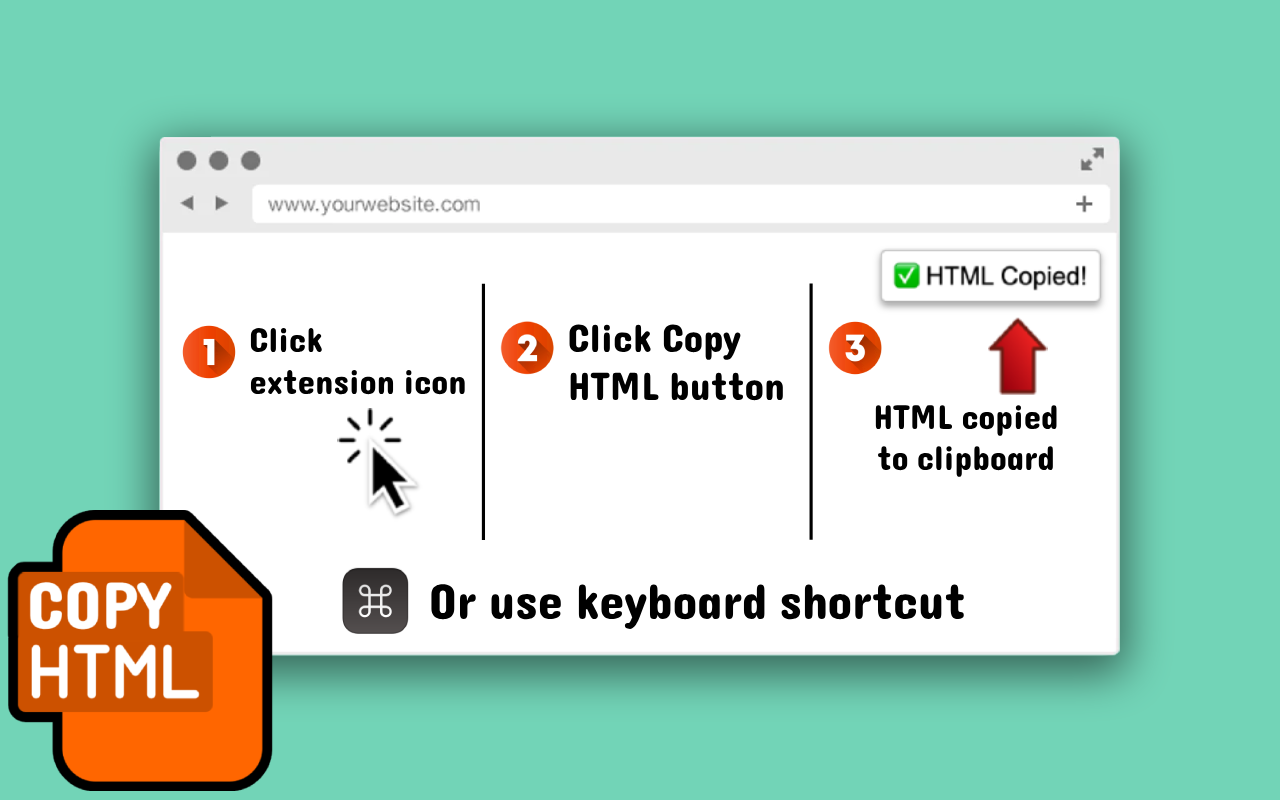 www.yourwebsite.com
✅ HTML Copied!
1 Click
extension icon
2 Click Copy
HTML button
3
HTML copied
to clipboard
⌘ Or use keyboard shortcut
COPY
HTML